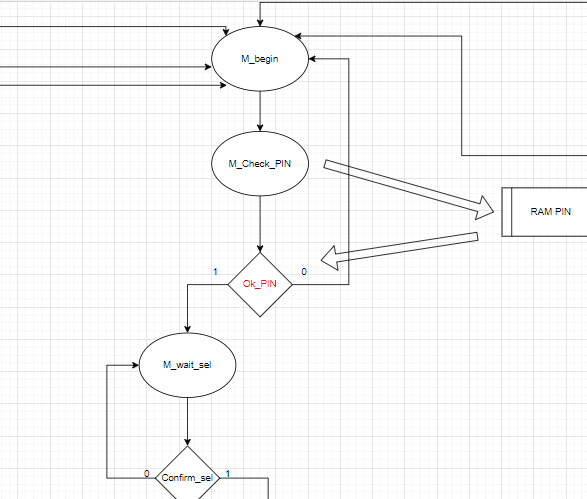 M_begin
M_Check_PIN
RAM PIN
1
0
Ok_PIN
M_wait_sel
0
Confirm_sel
1